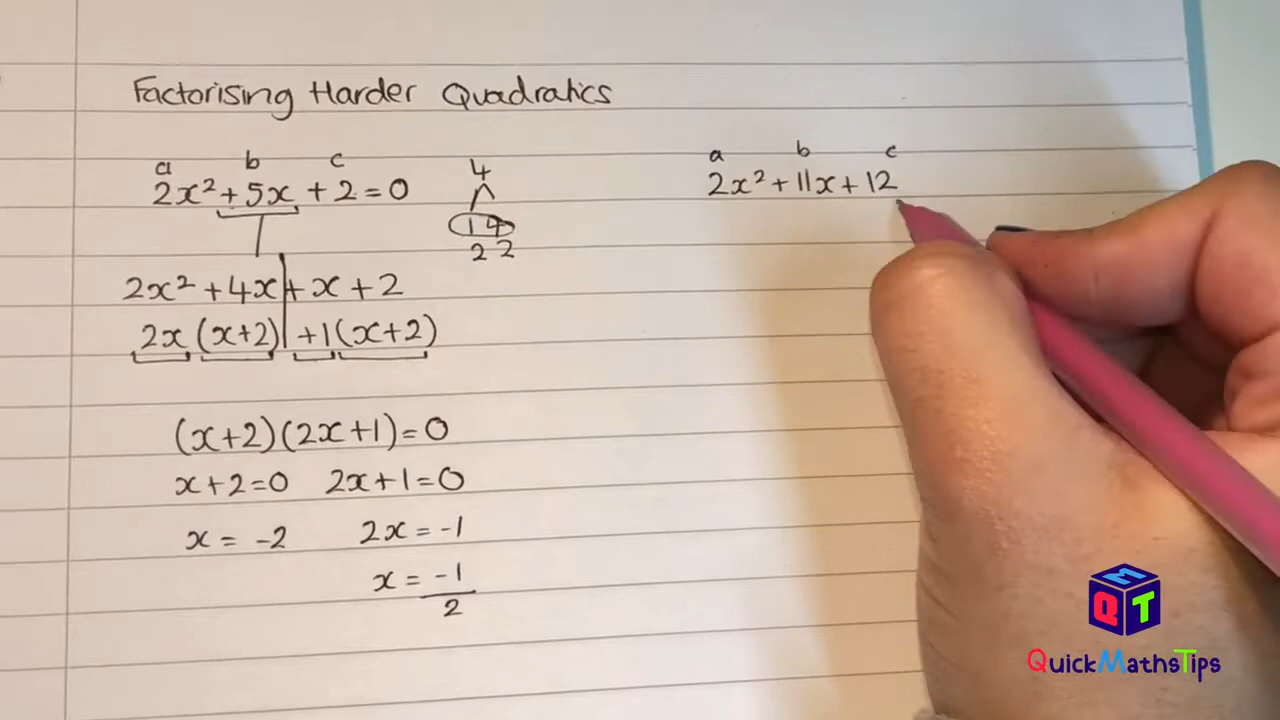 Factorising Harder Quadratics
a b c
2x² + 5x + 2 = 0
4
1 4
2 2
2x² + 4x + x + 2
2x (x+2) +1 (x+2)
(x+2)(2x+1) = 0
x + 2 = 0 2x + 1 = 0
x = -2 2x = -1
x = -1/2
a b c
2x² + 11x + 12
MQT
QuickMathsTips